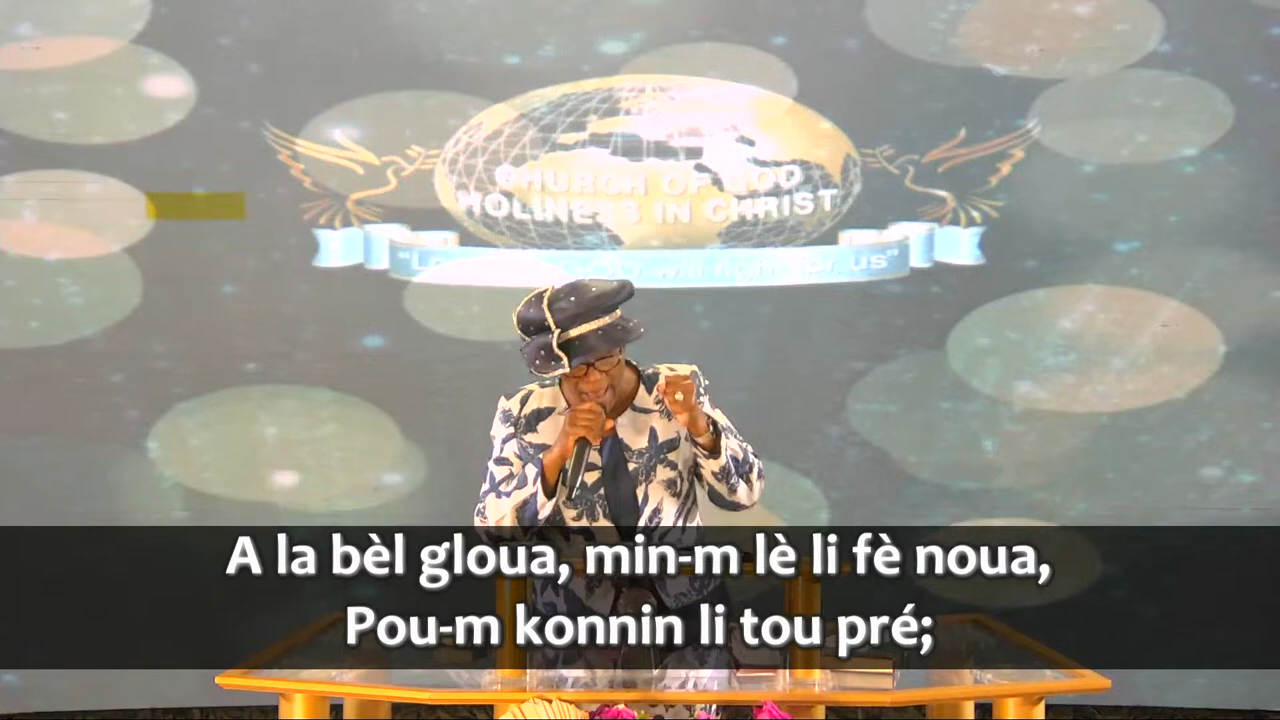 CHURCH OF GOD
HOLINESS IN CHRIST
will for us"
A la bèl gloua, min-m lè li fè noua,
Pou-m konnin li tou pré;